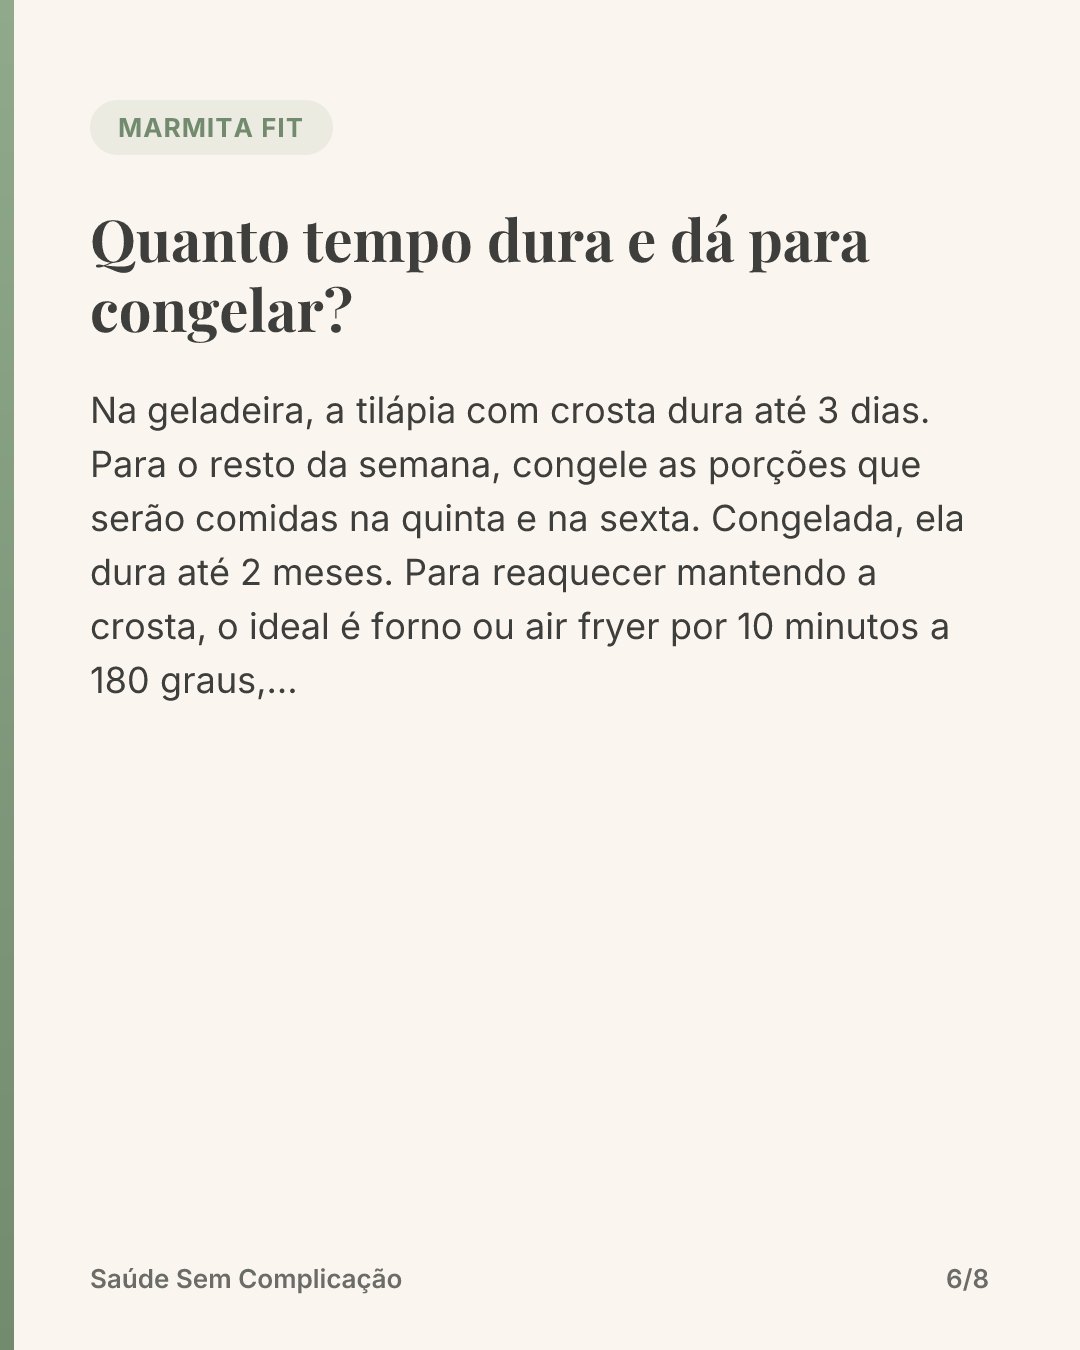 MARMITA FIT
Quanto tempo dura e dá para
congelar?
Na geladeira, a tilápia com crosta dura até 3 dias.
Para o resto da semana, congele as porções que
serão comidas na quinta e na sexta. Congelada, ela
dura até 2 meses. Para reaquecer mantendo a
crosta, o ideal é forno ou air fryer por 10 minutos a
180 graus,...
Saúde Sem Complicação
6/8